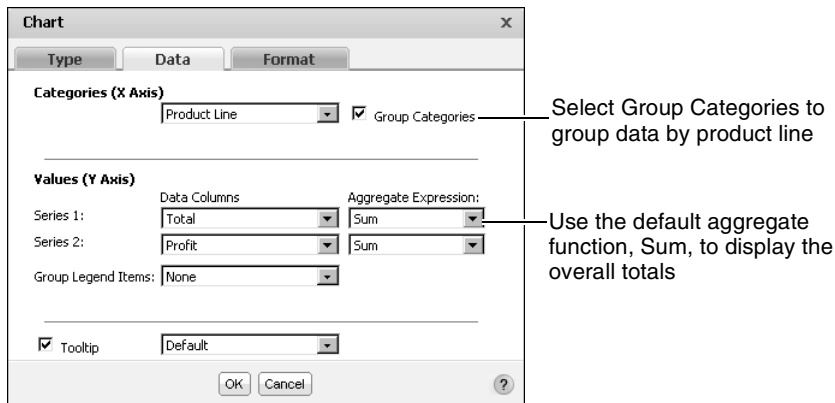 Chart x
Type Data Format
Categories (X Axis)
Product Line Group Categories
Select Group Categories to
group data by product line
Values (Y Axis)
Data Columns Aggregate Expression:
Series 1: Total Sum
Use the default aggregate
function, Sum, to display the
overall totals
Series 2: Profit Sum
Group Legend Items: None
Tooltip Default
OK Cancel ?